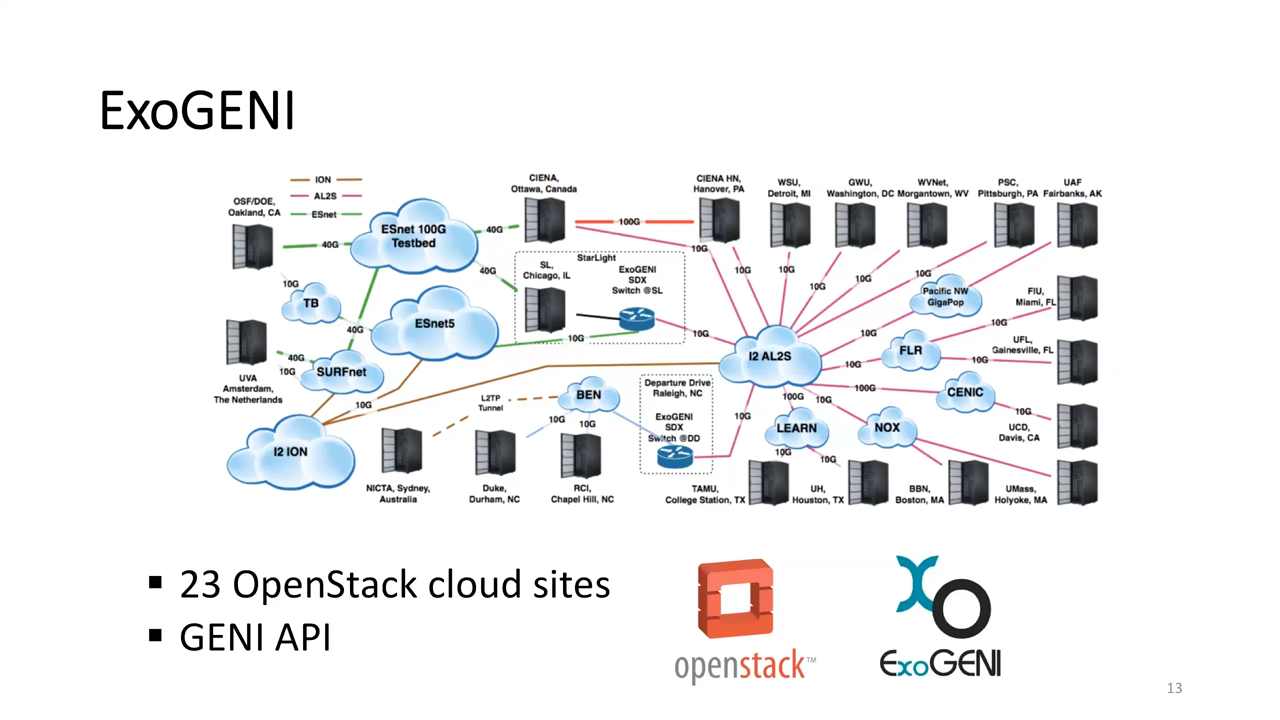 ExoGENI
ION
AL2S
ESnet
OSF/DOE,
Oakland, CA
ESnet 100G
Testbed
CIENA,
Ottawa, Canada
CIENA HN,
Hanover, PA
WSU,
Detroit, MI
GWU,
Washington, DC
WVNet,
Morgantown, WV
PSC,
Pittsburgh, PA
UAF
Fairbanks, AK
40G
40G
100G
10G
40G
10G
10G
10G
10G
10G
10G
StarLight
SL,
Chicago, IL
ExoGENI
SDX
Switch @SL
Pacific NW
GigaPop
FIU,
Miami, FL
10G
TB
ESnet5
40G
10G
10G
10G
10G
UVA
Amsterdam,
The Netherlands
40G
10G
SURFnet
I2 AL2S
FLR
10G
10G
UFL,
Gainesville, FL
10G
L2TP
Tunnel
BEN
Departure Drive
Raleigh, NC
ExoGENI
SDX
Switch @DD
100G
100G
10G
CENIC
10G
UCD,
Davis, CA
I2 ION
10G
10G
10G
LEARN
NOX
10G
10G
NICTA, Sydney,
Australia
Duke,
Durham, NC
RCI,
Chapel Hill, NC
TAMU,
College Station, TX
UH,
Houston, TX
BBN,
Boston, MA
UMass,
Holyoke, MA
▪ 23 OpenStack cloud sites
▪ GENI API
openstack™
ExoGENI
13